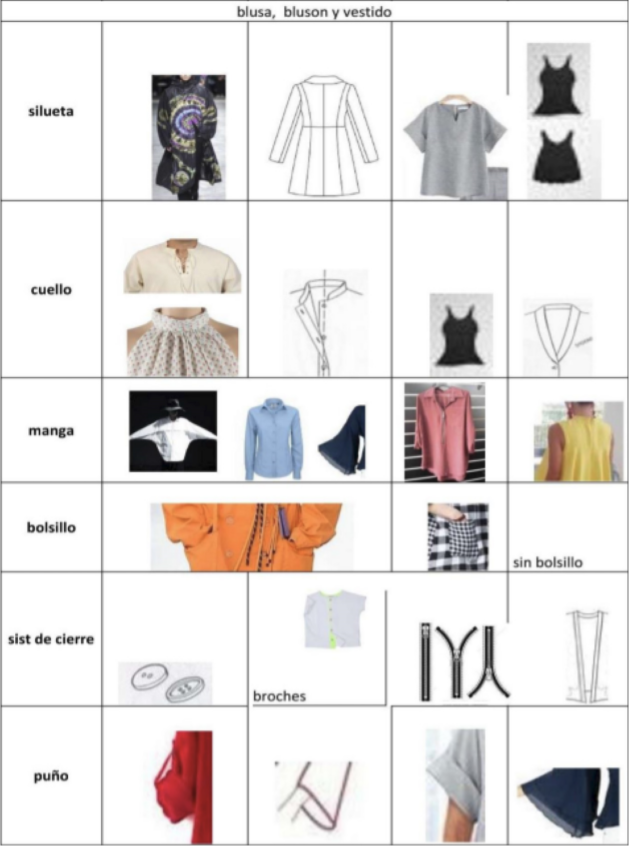 blusa, bluson y vestido
silueta
cuello
manga
bolsillo
sin bolsillo
sist de cierre
broches
puño